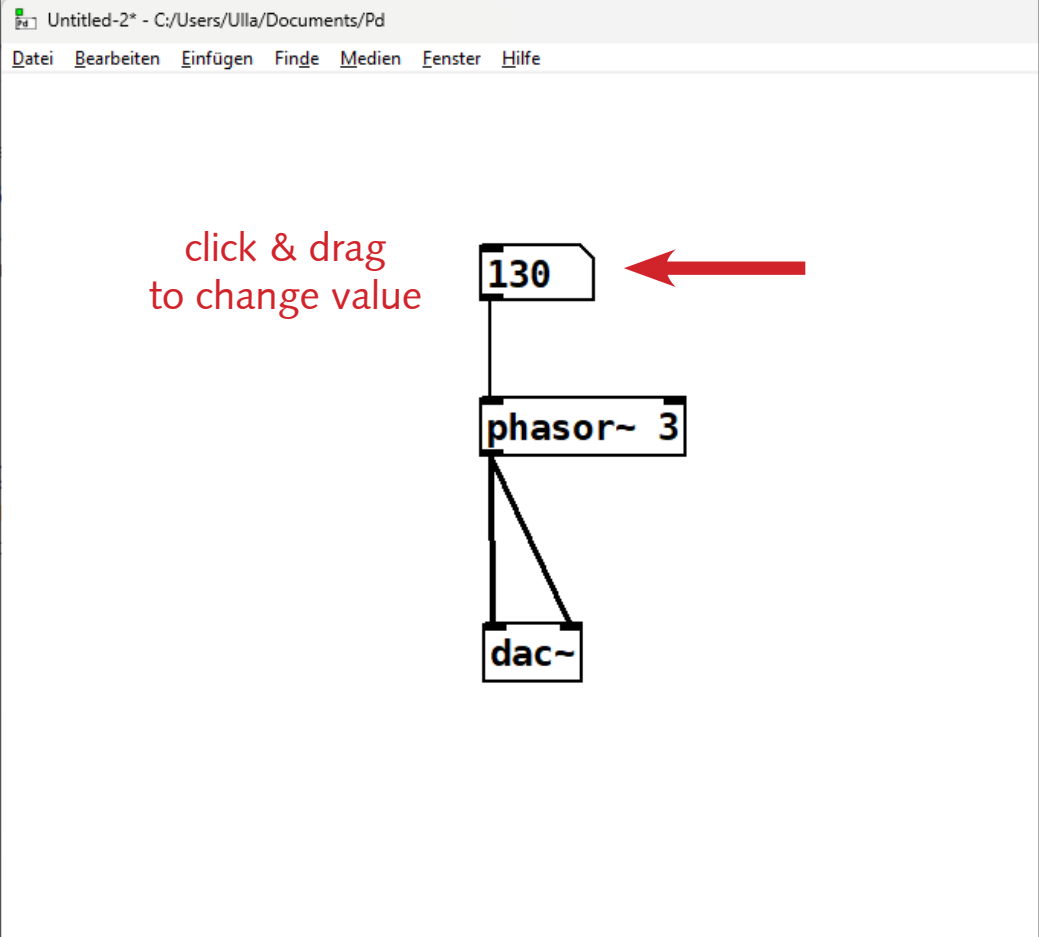 Untitled-2* - C:/Users/Ulla/Documents/Pd
Datei Bearbeiten Einfügen Finde Medien Fenster Hilfe
click & drag
to change value
130
phasor~ 3
dac~